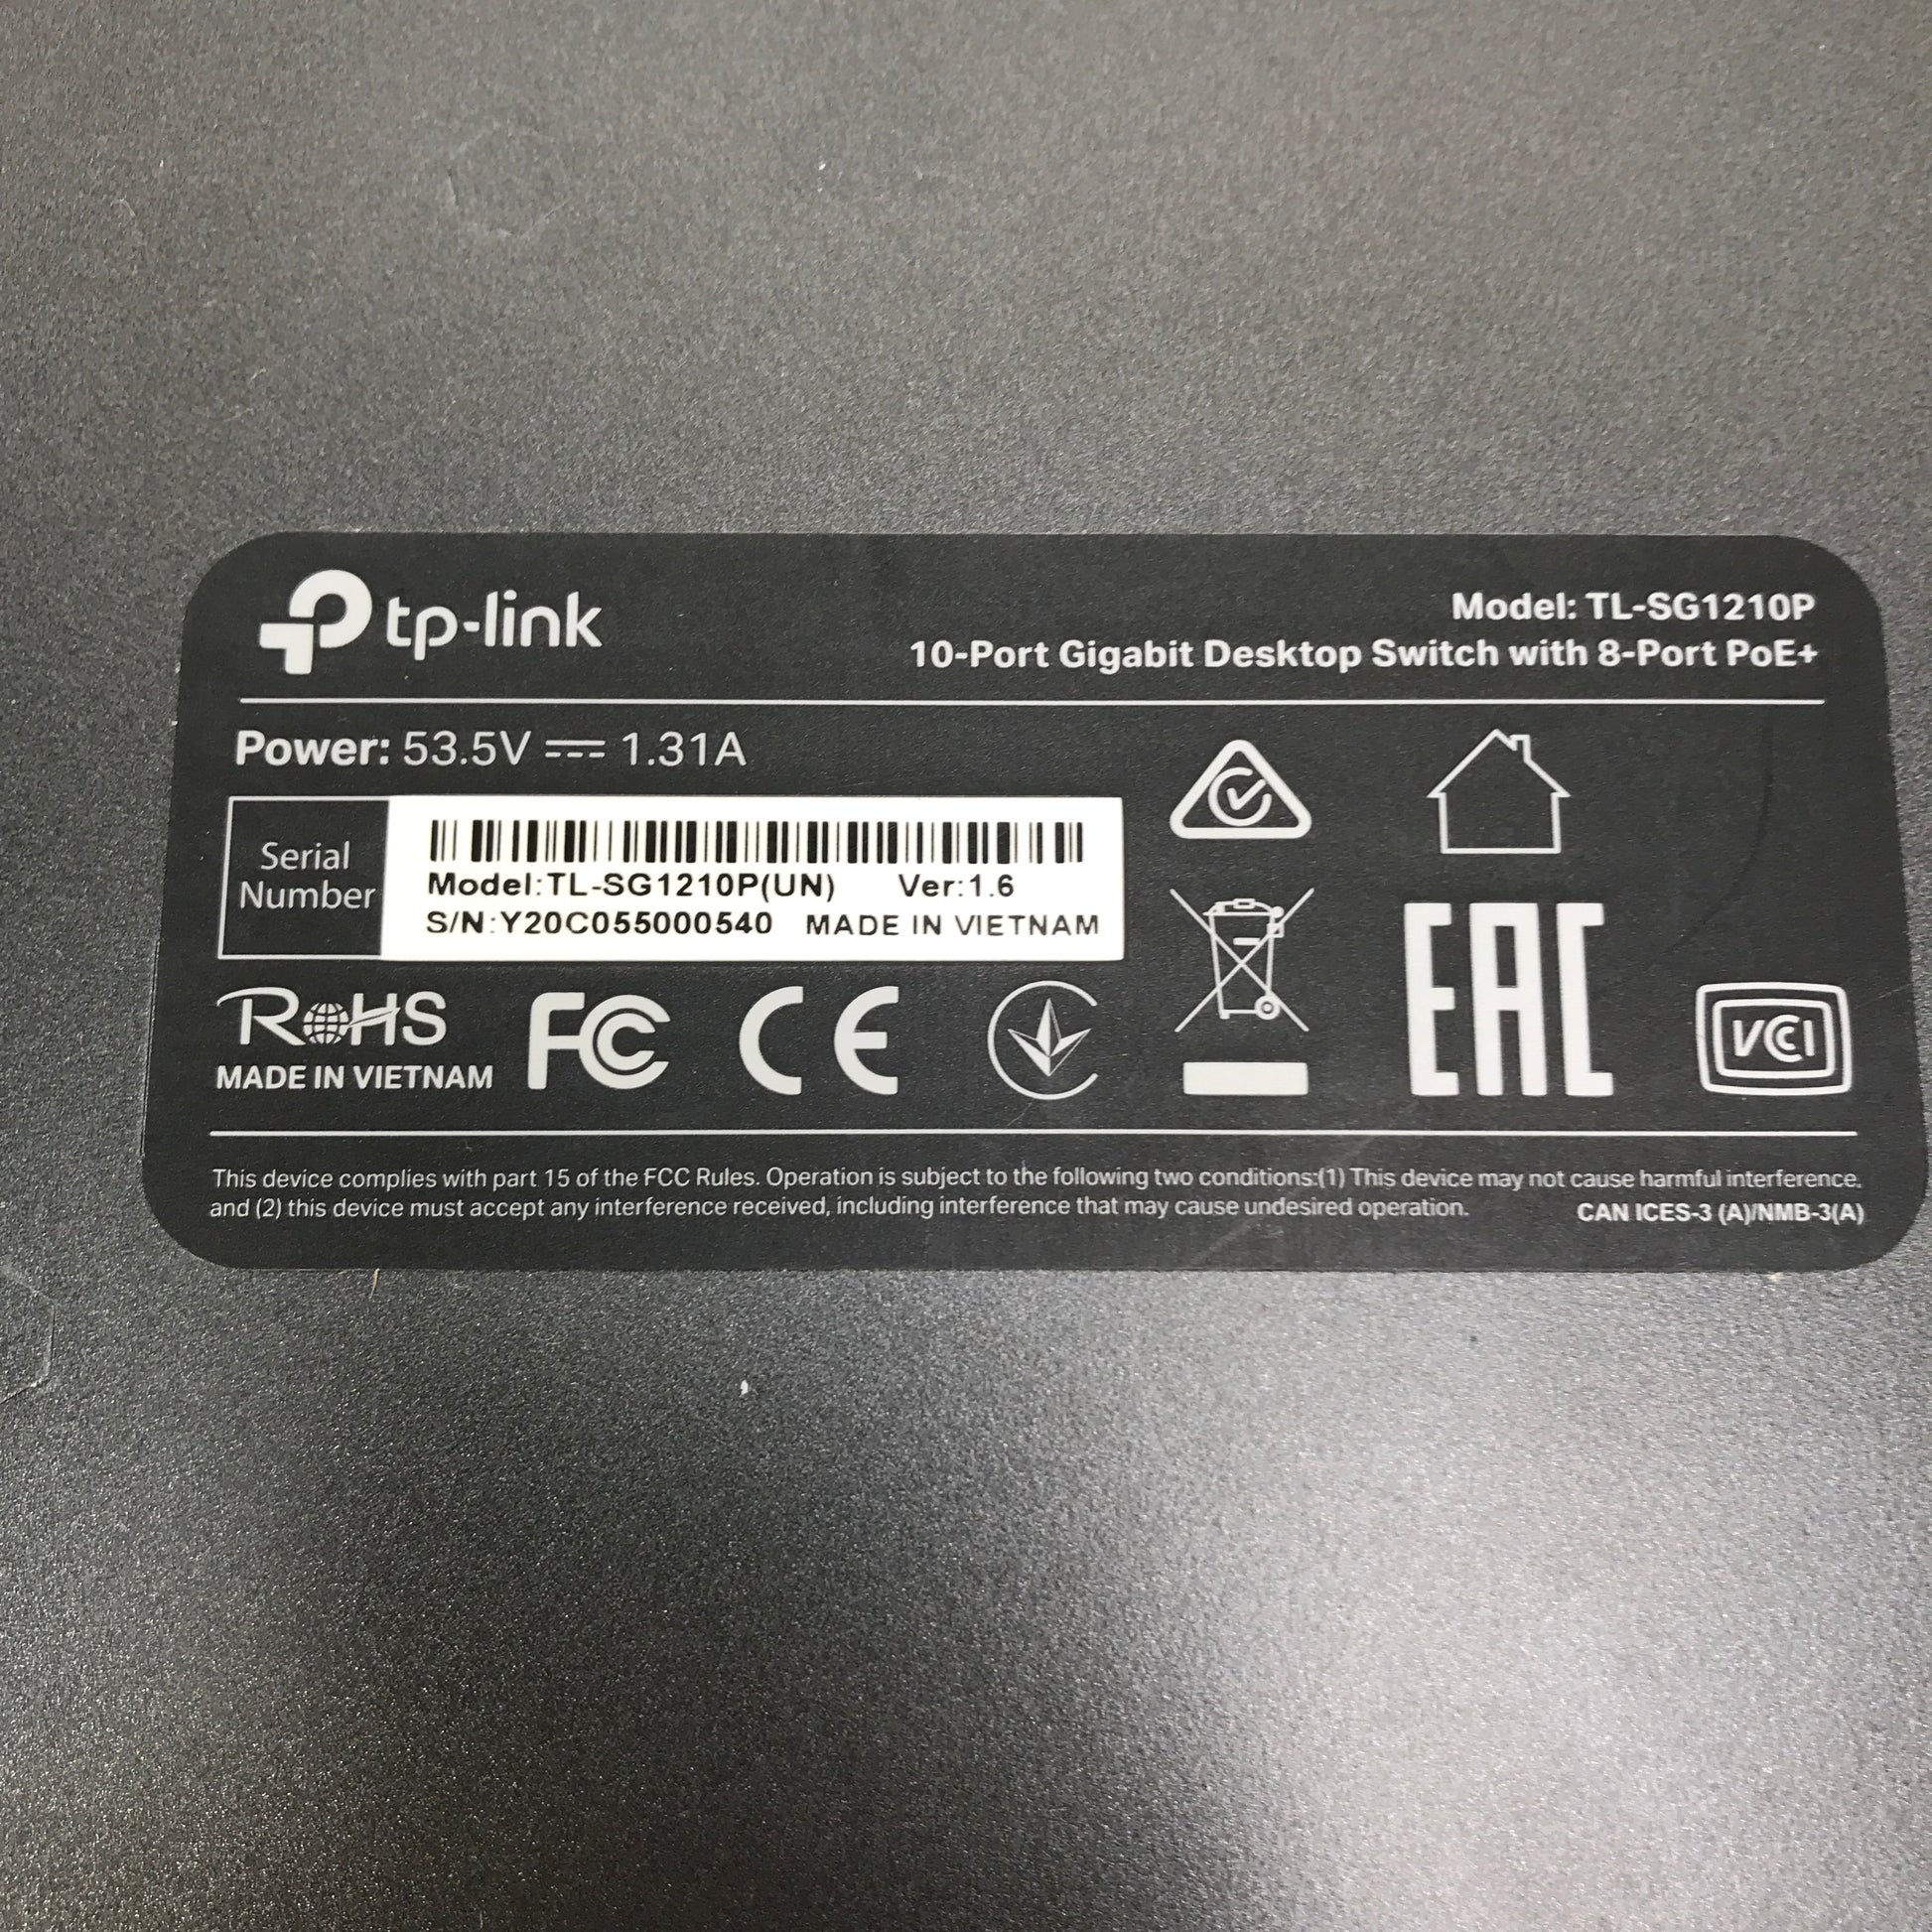 tp-link
Model: TL-SG1210P
10-Port Gigabit Desktop Switch with 8-Port PoE+
Power: 53.5V ⎓ 1.31A
Serial
Number
Model:TL-SG1210P(UN) Ver:1.6
S/N:Y20C055000540 MADE IN VIETNAM
RoHS
MADE IN VIETNAM
FC
CE
EAC
VCCI
This device complies with part 15 of the FCC Rules. Operation is subject to the following two conditions:(1) This device may not cause harmful interference,
and (2) this device must accept any interference received, including interference that may cause undesired operation.
CAN ICES-3 (A)/NMB-3(A)